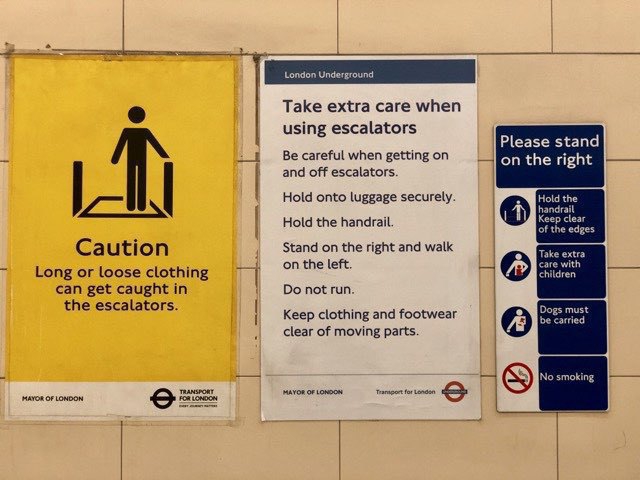 Caution
Long or loose clothing
can get caught in
the escalators.
MAYOR OF LONDON
TRANSPORT
FOR LONDON
EVERY JOURNEY MATTERS
London Underground
Take extra care when
using escalators
Be careful when getting on
and off escalators.
Hold onto luggage securely.
Hold the handrail.
Stand on the right and walk
on the left.
Do not run.
Keep clothing and footwear
clear of moving parts.
MAYOR OF LONDON
Transport for London
Please stand
on the right
Hold the
handrail
Keep clear
of the edges
Take extra
care with
children
Dogs must
be carried
No smoking